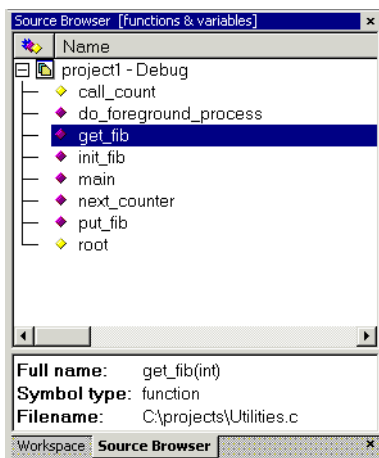 Source Browser [functions & variables]
Name
project1 - Debug
call_count
do_foreground_process
get_fib
init_fib
main
next_counter
put_fib
root
Full name: get_fib(int)
Symbol type: function
Filename: C:\projects\Utilities.c
Workspace Source Browser